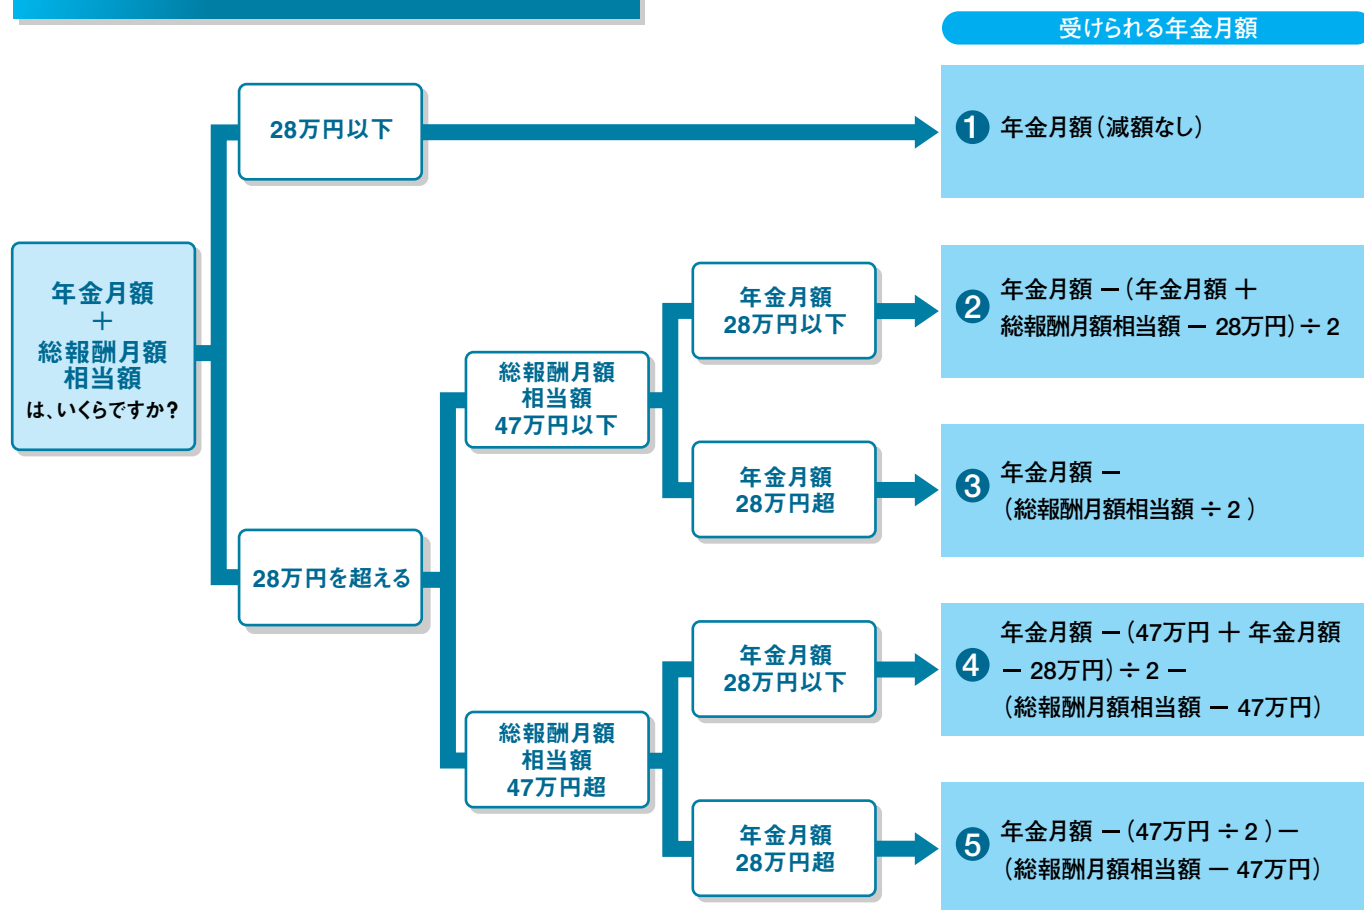 受けられる年金月額
28万円以下
❶ 年金月額(減額なし)
年金月額
＋
総報酬月額
相当額
は、いくらですか?
年金月額
28万円以下
❷ 年金月額 －(年金月額 ＋
総報酬月額相当額 － 28万円)÷ 2
総報酬月額
相当額
47万円以下
年金月額
28万円超
❸ 年金月額 －
(総報酬月額相当額 ÷ 2 )
28万円を超える
年金月額
28万円以下
❹ 年金月額 －(47万円 ＋ 年金月額
－ 28万円)÷ 2 －
(総報酬月額相当額 － 47万円)
総報酬月額
相当額
47万円超
年金月額
28万円超
❺ 年金月額 －(47万円 ÷ 2 )－
(総報酬月額相当額 － 47万円)